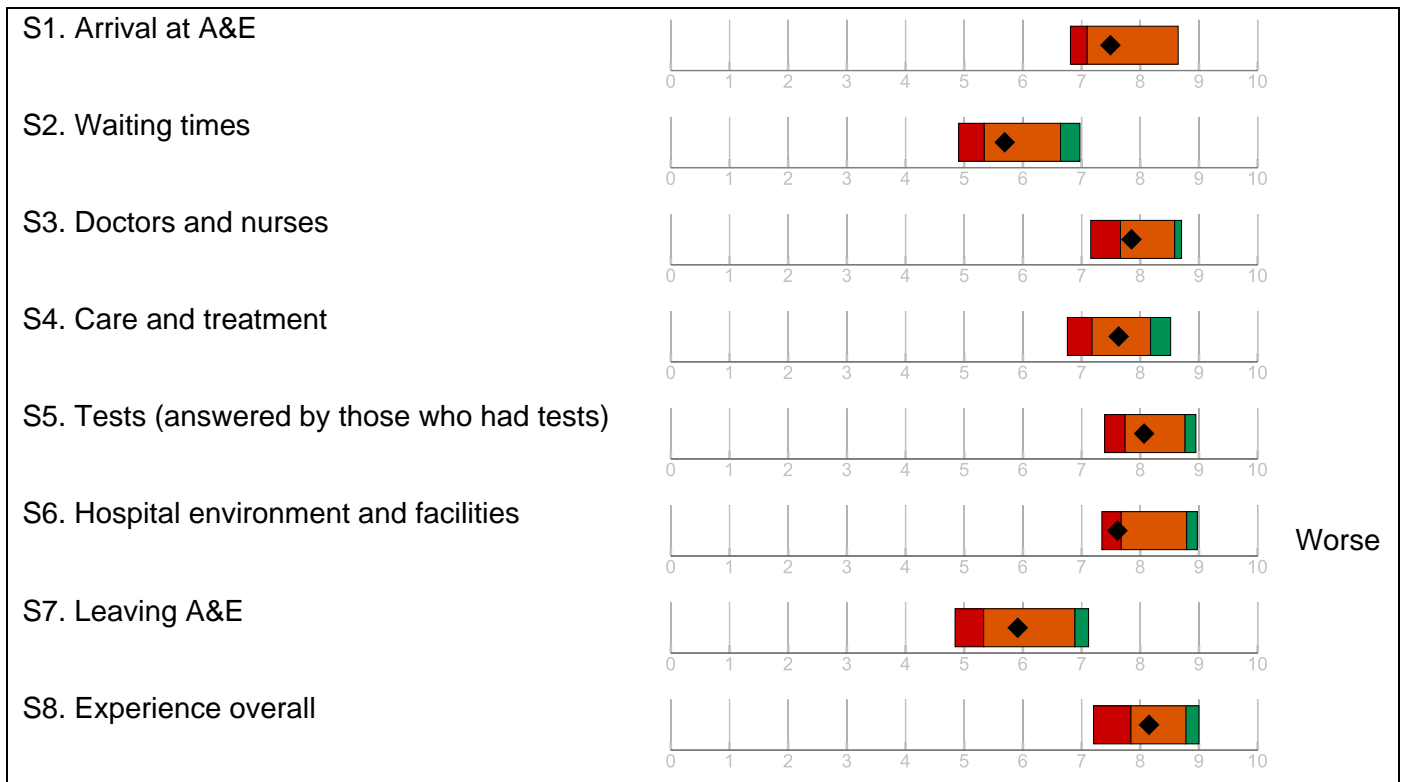 S1. Arrival at A&E
0 1 2 3 4 5 6 7 8 9 10
S2. Waiting times
0 1 2 3 4 5 6 7 8 9 10
S3. Doctors and nurses
0 1 2 3 4 5 6 7 8 9 10
S4. Care and treatment
0 1 2 3 4 5 6 7 8 9 10
S5. Tests (answered by those who had tests)
0 1 2 3 4 5 6 7 8 9 10
S6. Hospital environment and facilities
Worse
0 1 2 3 4 5 6 7 8 9 10
S7. Leaving A&E
0 1 2 3 4 5 6 7 8 9 10
S8. Experience overall
0 1 2 3 4 5 6 7 8 9 10